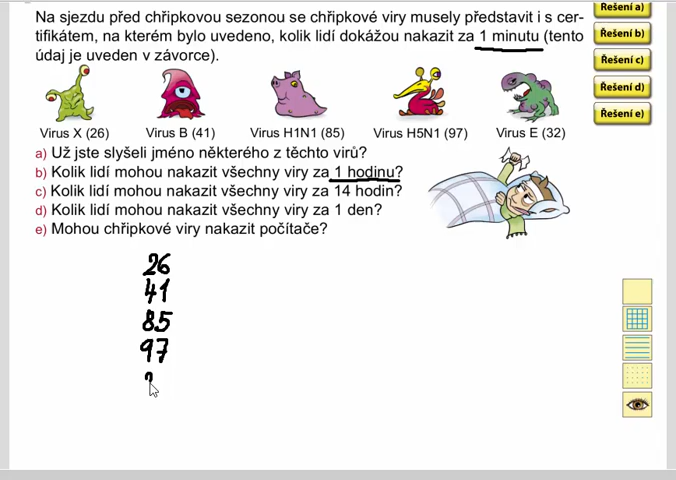 Na sjezdu před chřipkovou sezonou se chřipkové viry musely představit i s cer-
tifikátem, na kterém bylo uvedeno, kolik lidí dokážou nakazit za 1 minutu (tento
údaj je uveden v závorce).
Virus X (26) Virus B (41) Virus H1N1 (85) Virus H5N1 (97) Virus E (32)
a) Už jste slyšeli jméno některého z těchto virů?
b) Kolik lidí mohou nakazit všechny viry za 1 hodinu?
c) Kolik lidí mohou nakazit všechny viry za 14 hodin?
d) Kolik lidí mohou nakazit všechny viry za 1 den?
e) Mohou chřipkové viry nakazit počítače?
26
41
85
97
Řešení a)
Řešení b)
Řešení c)
Řešení d)
Řešení e)